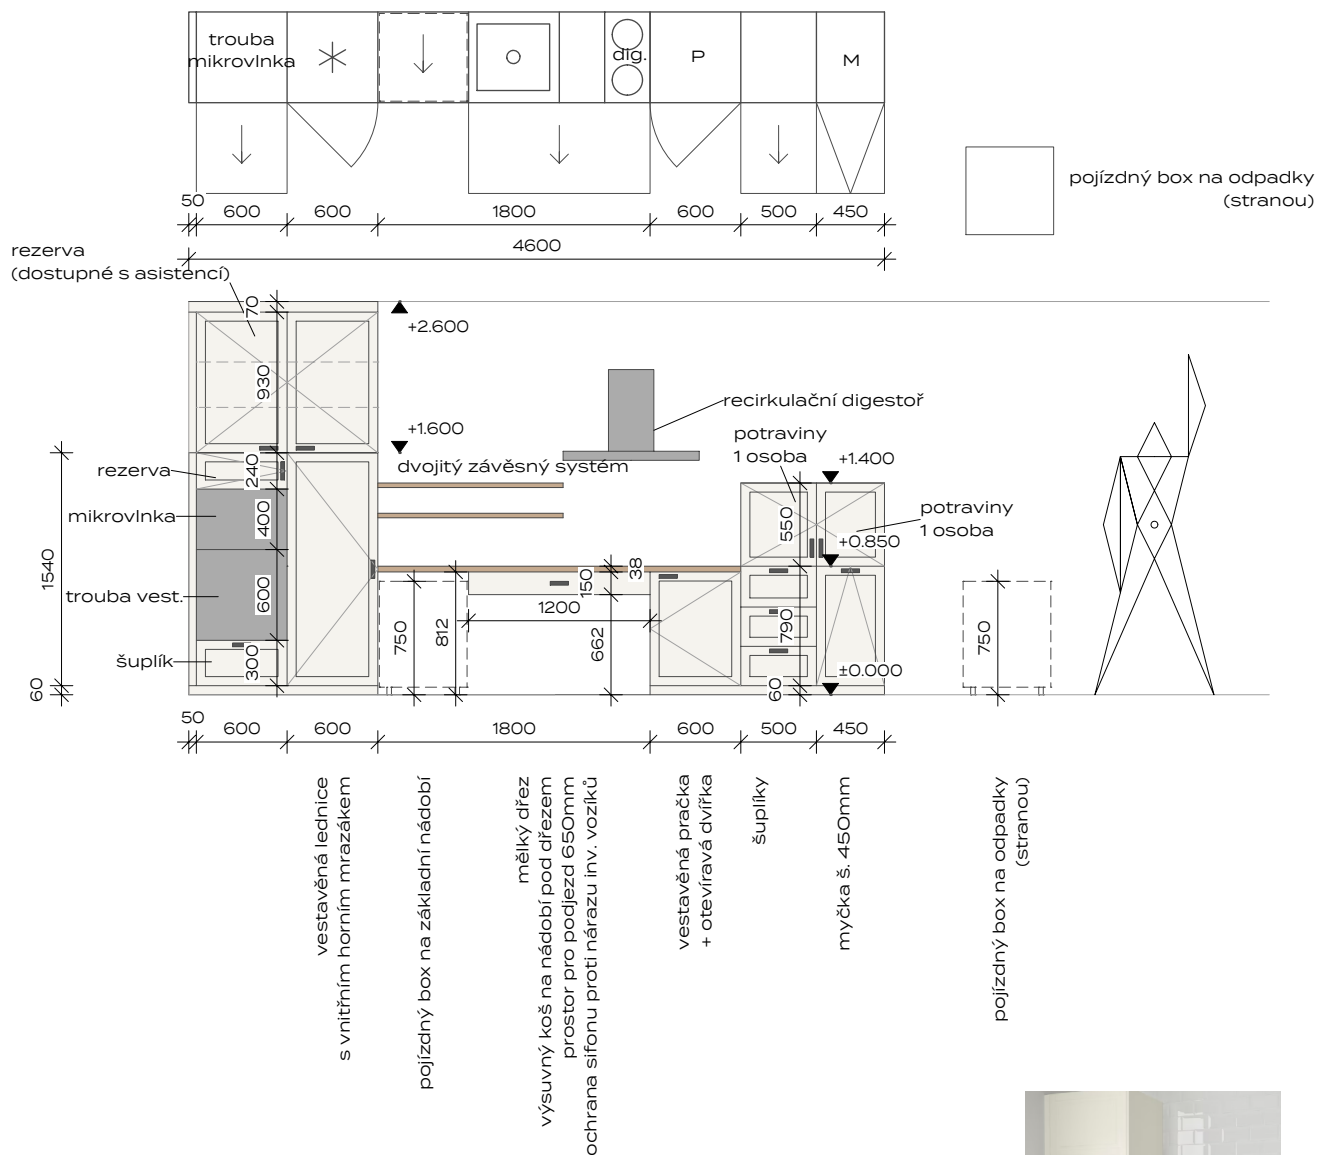 trouba
mikrovlnka
dig.
P
M
pojízdný box na odpadky
(stranou)
50
600
600
1800
600
500
450
4600
rezerva
(dostupné s asistencí)
70
+2.600
930
recirkulační digestoř
+1.600
potraviny
1 osoba
+1.400
dvojitý závěsný systém
rezerva
240
mikrovlnka
400
550
potraviny
1 osoba
+0.850
1540
38
150
trouba vest.
600
1200
750
812
662
790
750
šuplík
300
±0.000
60
60
50
600
600
1800
600
500
450
vestavěná lednice
s vnitřním horním mrazákem
pojízdný box na základní nádobí
mělký dřez
výsuvný koš na nádobí pod dřezem
prostor pro podjezd 650mm
ochrana sifonu proti nárazu inv. vozíků
vestavěná pračka
+ otevíravá dvířka
šuplíky
myčka š. 450mm
pojízdný box na odpadky
(stranou)